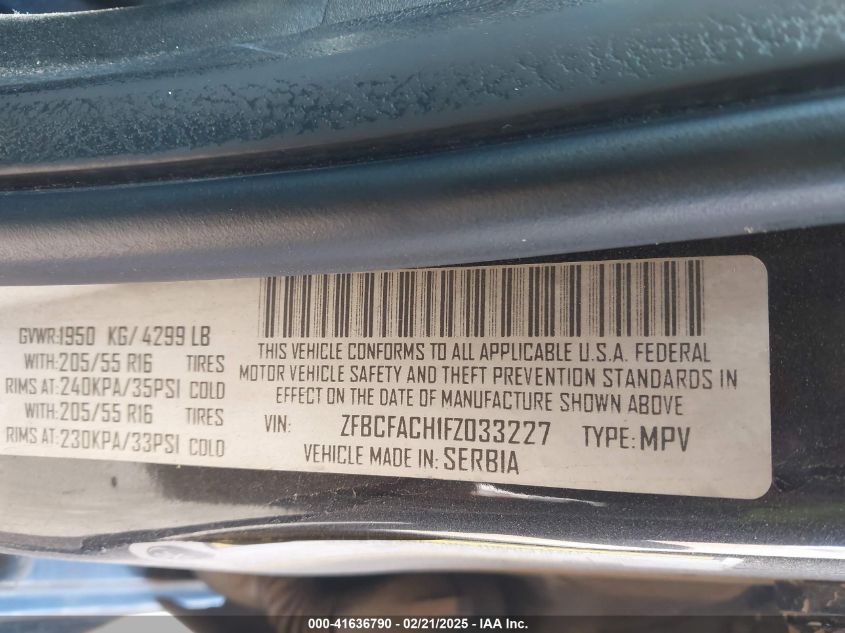 GVWR:1950 KG/4299 LB
WITH:205/55 R16 TIRES
RIMS AT:240KPA/35PSI COLD
WITH:205/55 R16 TIRES
RIMS AT:230KPA/33PSI COLD
THIS VEHICLE CONFORMS TO ALL APPLICABLE U.S.A. FEDERAL
MOTOR VEHICLE SAFETY AND THEFT PREVENTION STANDARDS IN
EFFECT ON THE DATE OF MANUFACTURE SHOWN ABOVE
VIN: ZFBCFACH1FZ033227 TYPE: MPV
VEHICLE MADE IN: SERBIA
000-41636790 - 02/21/2025 - IAA Inc.